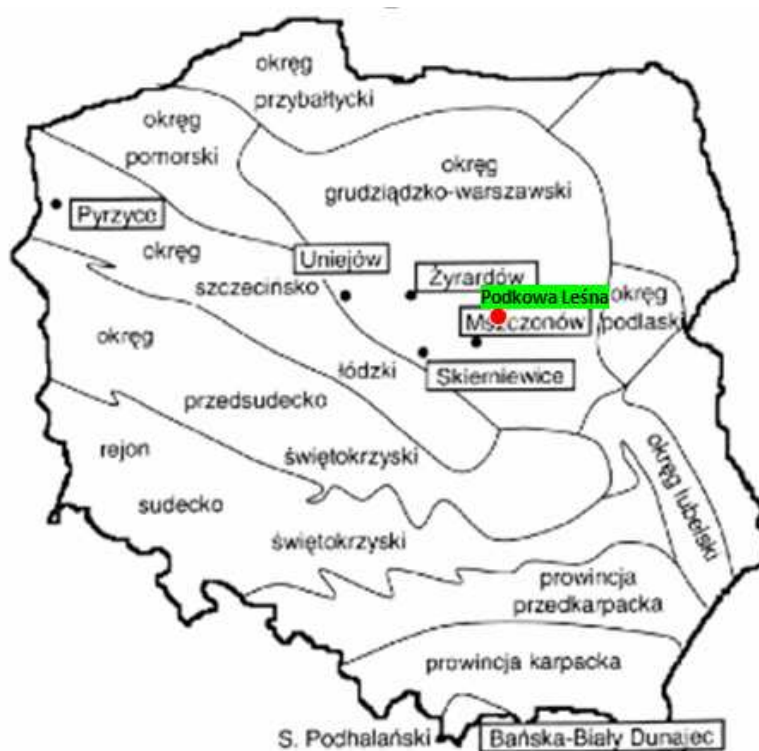 okręg
przybałtycki
okręg
pomorski
okręg
grudziądzko-warszawski
Pyrzyce
okręg
szczecińsko
łódzki
Uniejów
Żyrardów
Podkowa Leśna
Mszczonów
Skierniewice
okręg
podlaski
okręg
przedsudecko
świętokrzyski
rejon
sudecko
świętokrzyski
okręg lubelski
prowincja
przedkarpacka
prowincja karpacka
S. Podhalański
Bańska-Biały Dunajec